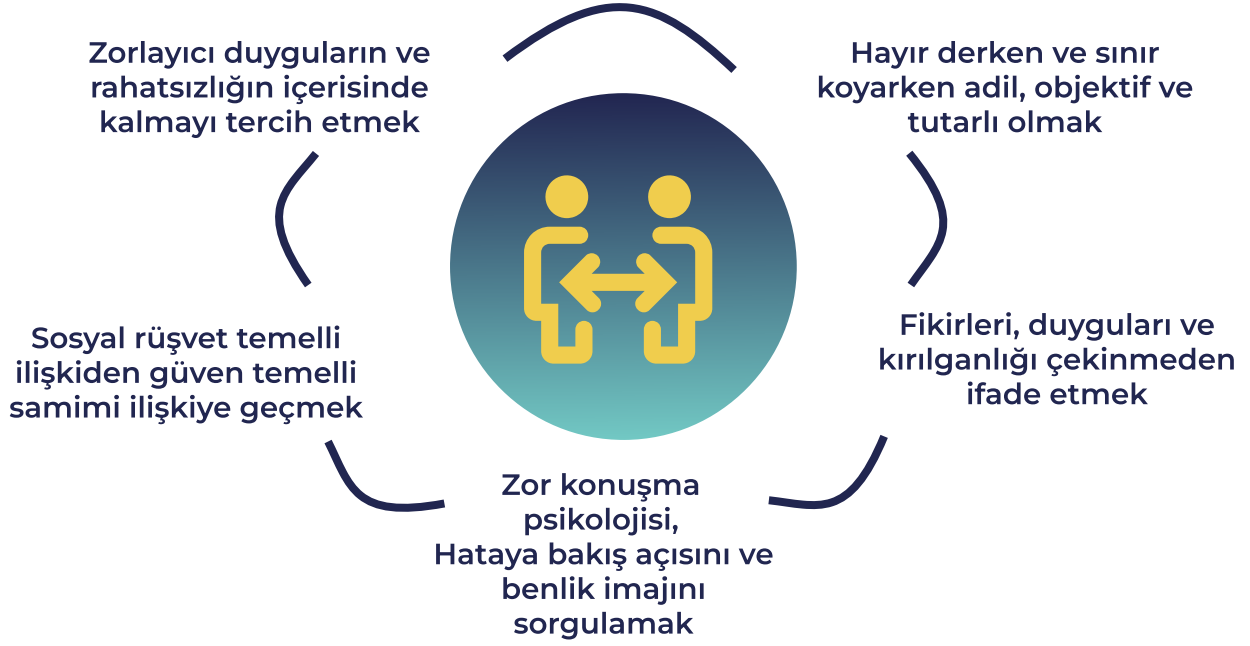 Zorlayıcı duyguların ve
rahatsızlığın içerisinde
kalmayı tercih etmek
Hayır derken ve sınır
koyarken adil, objektif ve
tutarlı olmak
Sosyal rüşvet temelli
ilişkiden güven temelli
samimi ilişkiye geçmek
Fikirleri, duyguları ve
kırılganlığı çekinmeden
ifade etmek
Zor konuşma
psikolojisi,
Hataya bakış açısını ve
benlik imajını
sorgulamak